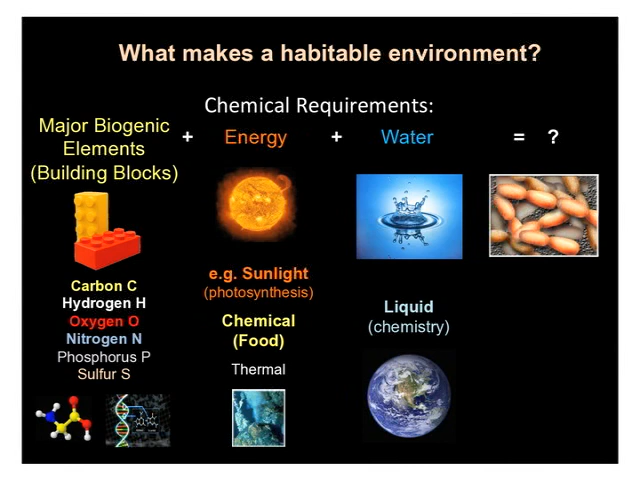 What makes a habitable environment?
Chemical Requirements:
Major Biogenic
Elements
(Building Blocks)
+
Energy
+
Water
=
?
e.g. Sunlight
(photosynthesis)
Chemical
(Food)
Thermal
Liquid
(chemistry)
Carbon C
Hydrogen H
Oxygen O
Nitrogen N
Phosphorus P
Sulfur S